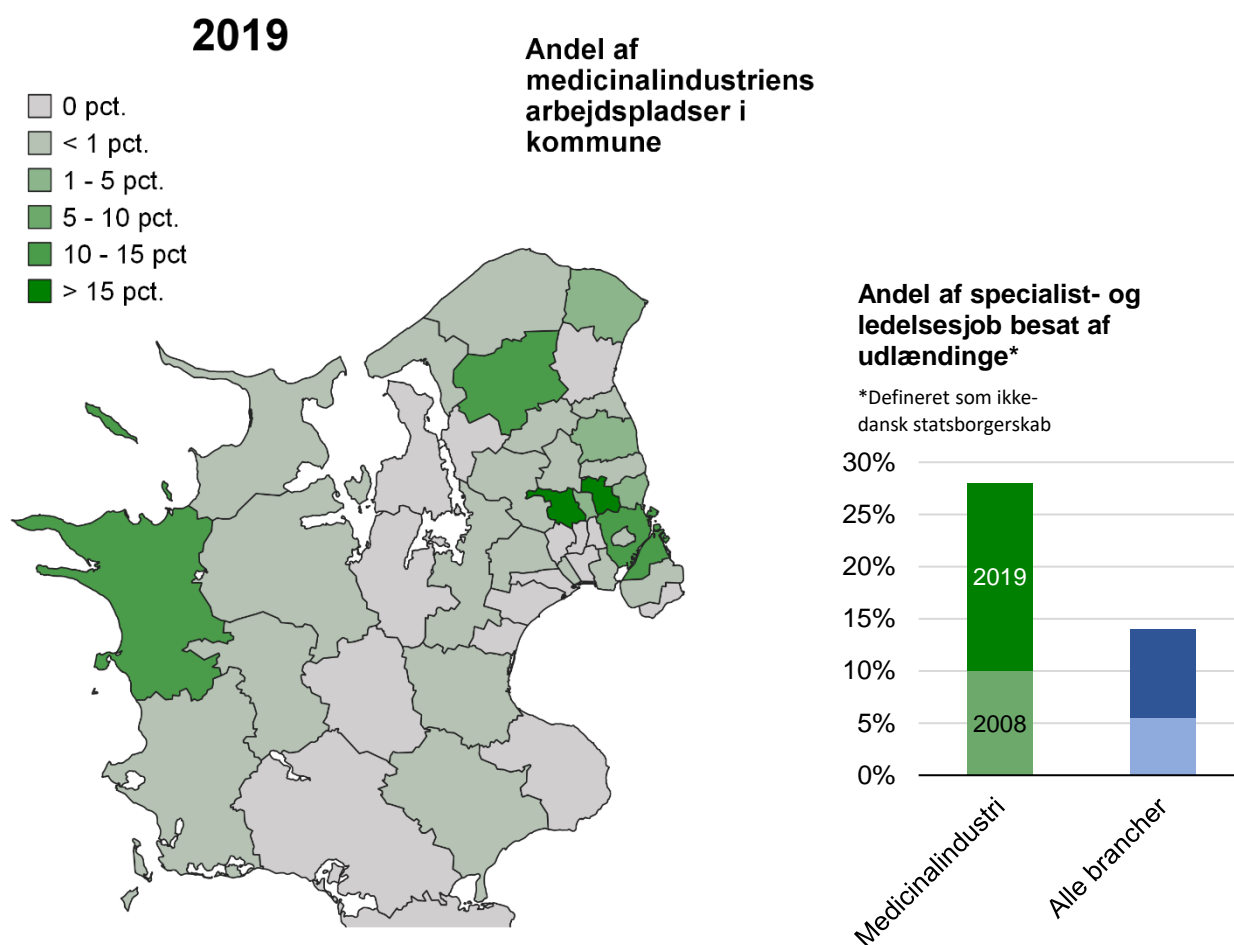 2019
Andel af
medicinalindustriens
arbejdspladser i
kommune
0 pct.
< 1 pct.
1 - 5 pct.
5 - 10 pct.
10 - 15 pct
> 15 pct.
Andel af specialist- og
ledelsesjob besat af
udlændinge*
*Defineret som ikke-
dansk statsborgerskab
30%
25%
20%
15%
10%
5%
0%
2019
2008
Medicinalindustri
Alle brancher